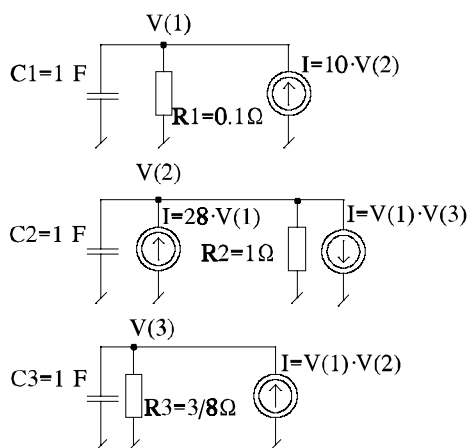 V(1)
C1=1 F
I=10·V(2)
R1=0.1Ω
V(2)
C2=1 F
I=28·V(1)
I=V(1)·V(3)
R2=1Ω
V(3)
C3=1 F
I=V(1)·V(2)
R3=3/8Ω